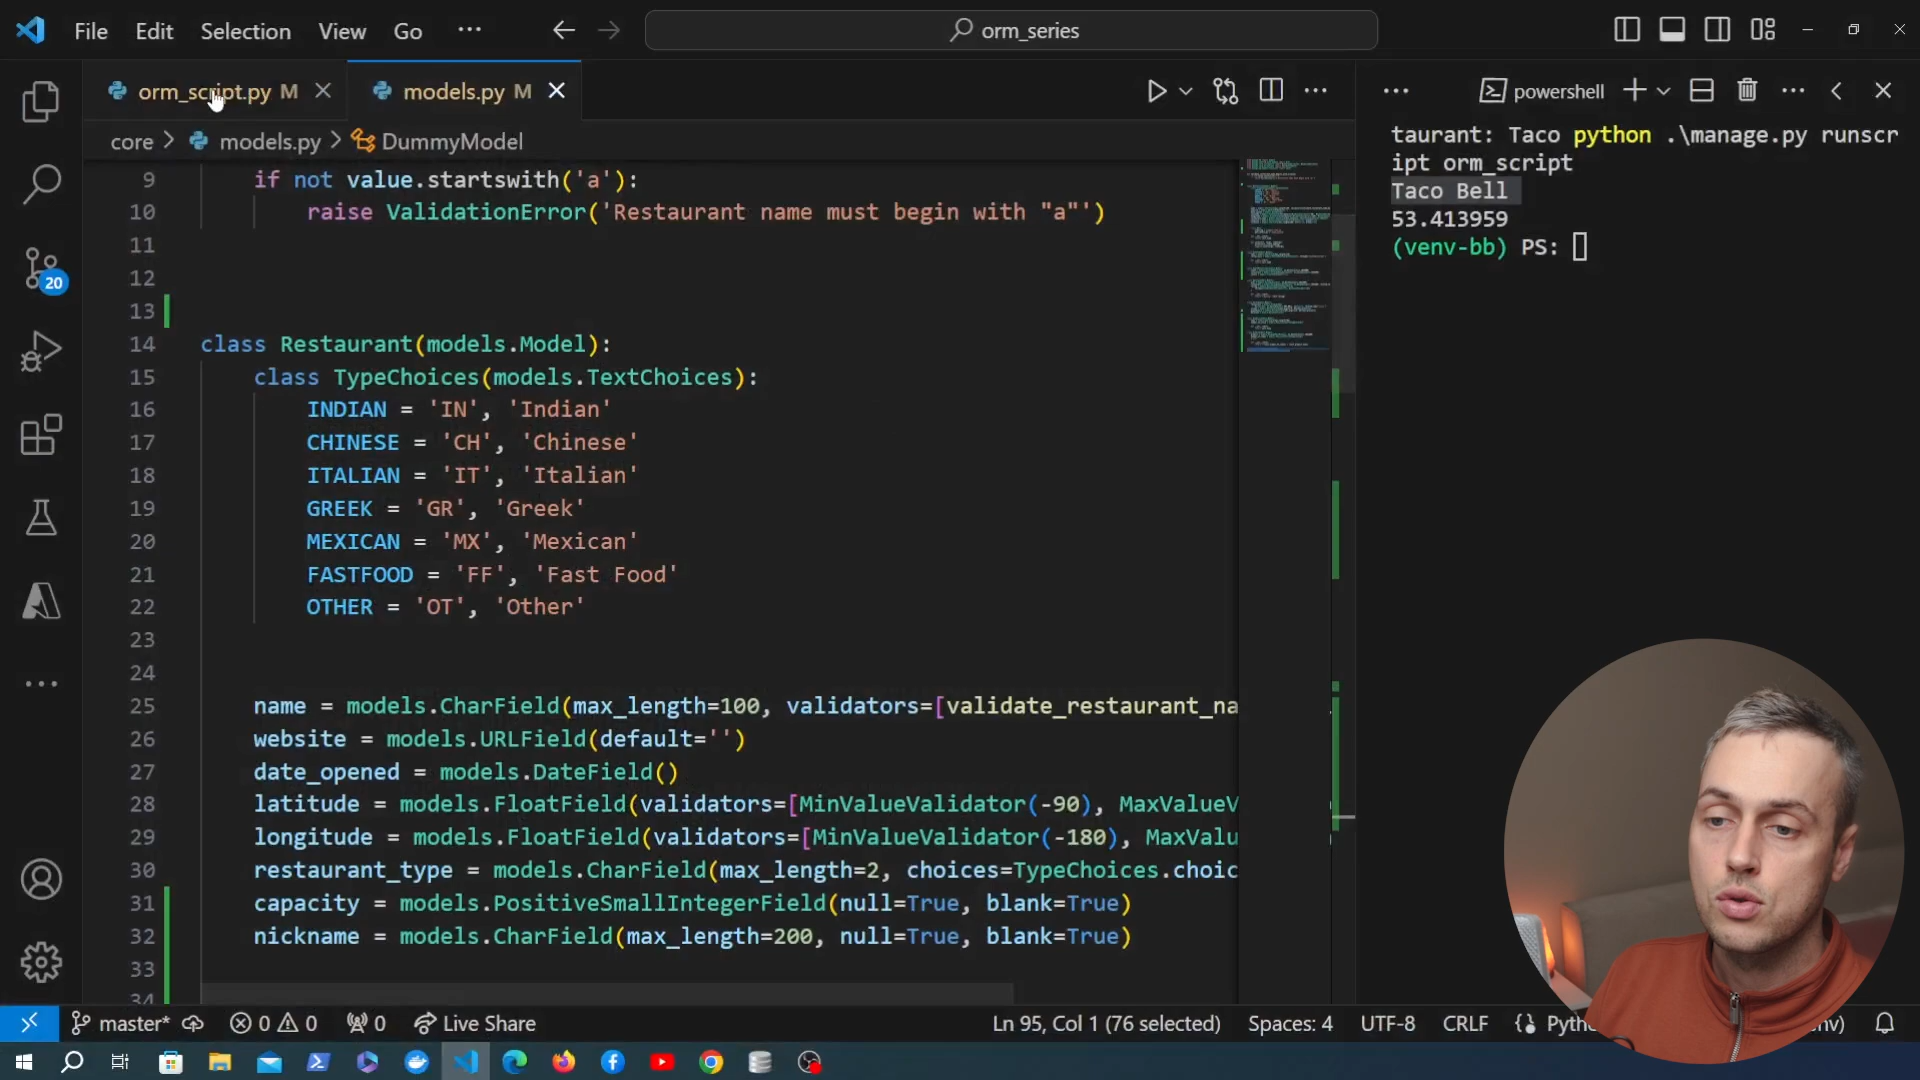 File Edit Selection View Go ··· orm_series
orm_script.py M models.py M
core > models.py > DummyModel
9 if not value.startswith('a'):
10 raise ValidationError('Restaurant name must begin with "a"')
11
12
13
14 class Restaurant(models.Model):
15 class TypeChoices(models.TextChoices):
16 INDIAN = 'IN', 'Indian'
17 CHINESE = 'CH', 'Chinese'
18 ITALIAN = 'IT', 'Italian'
19 GREEK = 'GR', 'Greek'
20 MEXICAN = 'MX', 'Mexican'
21 FASTFOOD = 'FF', 'Fast Food'
22 OTHER = 'OT', 'Other'
23
24
25 name = models.CharField(max_length=100, validators=[validate_restaurant_na
26 website = models.URLField(default='')
27 date_opened = models.DateField()
28 latitude = models.FloatField(validators=[MinValueValidator(-90), MaxValueV
29 longitude = models.FloatField(validators=[MinValueValidator(-180), MaxValu
30 restaurant_type = models.CharField(max_length=2, choices=TypeChoices.choic
31 capacity = models.PositiveSmallIntegerField(null=True, blank=True)
32 nickname = models.CharField(max_length=200, null=True, blank=True)
33
34
powershell
taurant: Taco python .\manage.py runscr
ipt orm_script
Taco Bell
53.413959
(venv-bb) PS:
20
master* 0 0 0 Live Share Ln 95, Col 1 (76 selected) Spaces: 4 UTF-8 CRLF